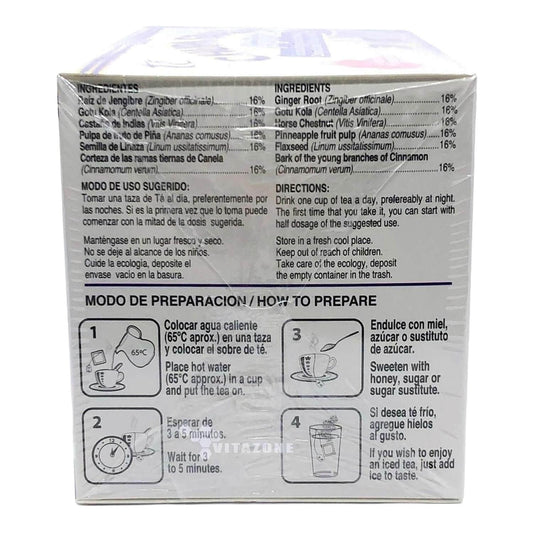 INGREDIENTES
Raiz de Jengibre (Zingiber officinale) 16%
Gotu Kola (Centella Asiatica) 16%
Castaño de Indias (Vitis Vinifera) 16%
Pulpa de fruto de Piña (Ananas comusus) 16%
Semilla de Linaza (Linum ussitatissimum) 16%
Corteza de las ramas tiernas de Canela
(Cinnamomum verum) 16%
MODO DE USO SUGERIDO:
Tomar una taza de Té al dia, preferentemente por
las noches. Si es la primera vez que lo toma puede
comenzar con la mitad de la dosis sugerida.
Manténgase en un lugar fresco y seco.
No se deje al alcance de los niños.
Cuide la ecología, deposite el
envase vacio en la basura.
INGREDIENTS
Ginger Root (Zingiber officinale) 16%
Gotu Kola (Centella Asiatica) 16%
Horse Chestnut (Vitis Vinifera) 16%
Pinneapple fruit pulp (Ananas comusus) 16%
Flaxseed (Linum ussitatissimum) 16%
Bark of the young branches of Cinnamon
(Cinnamomum verum) 16%
DIRECTIONS:
Drink one cup of tea a day, prefereably at night.
The first time that you take it, you can start with
half dosage of the suggested use.
Store in a fresh cool place.
Keep out of reach of children.
Take care of the ecology, deposit
the empty container in the trash.
MODO DE PREPARACION / HOW TO PREPARE
1
65ºC
Colocar agua caliente
(65°C aprox.) en una taza
y colocar el sobre de té.
Place hot water
(65°C approx.) in a cup
and put the tea on.
2
Esperar de
3 a 5 minutos.
Wait for 3
to 5 minutes.
VITAZONE
3
Endulce con miel,
azúcar o sustituto
de azúcar.
Sweeten with
honey, sugar or
sugar susbtitute.
4
Si desea té frío,
agregue hielos
al gusto.
If you wish to enjoy
an iced tea, just add
ice to taste.